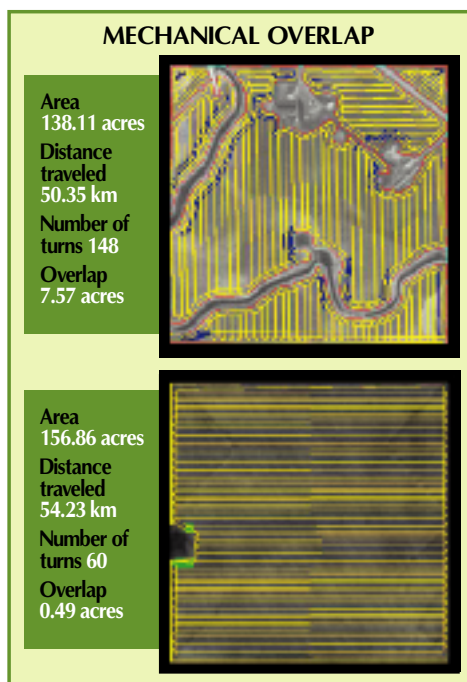 MECHANICAL OVERLAP
Area
138.11 acres
Distance
traveled
50.35 km
Number of
turns 148
Overlap
7.57 acres
Area
156.86 acres
Distance
traveled
54.23 km
Number of
turns 60
Overlap
0.49 acres